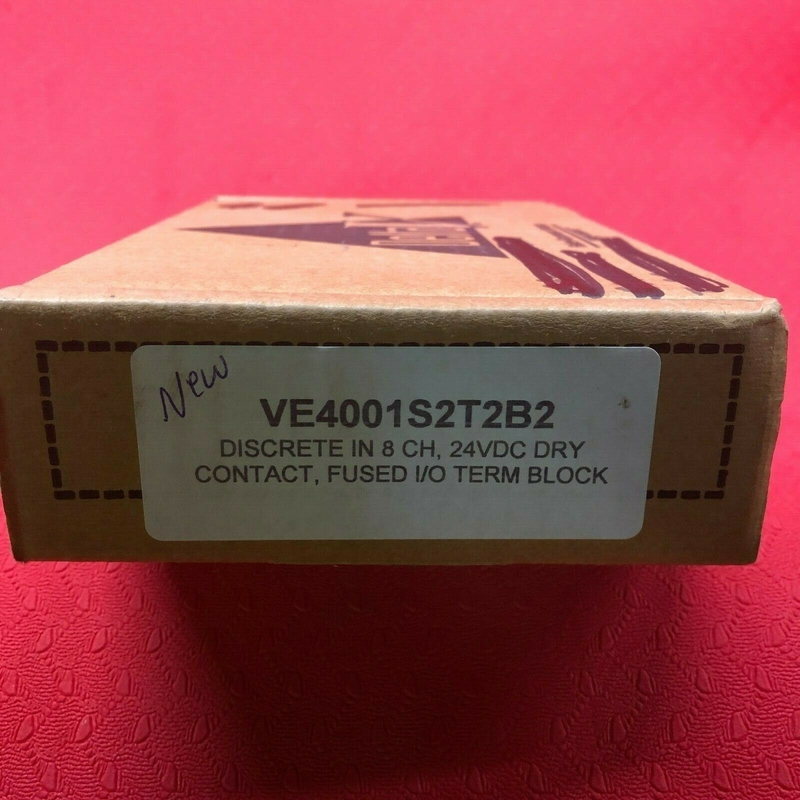 New
VE4001S2T2B2
DISCRETE IN 8 CH, 24VDC DRY
CONTACT, FUSED I/O TERM BLOCK